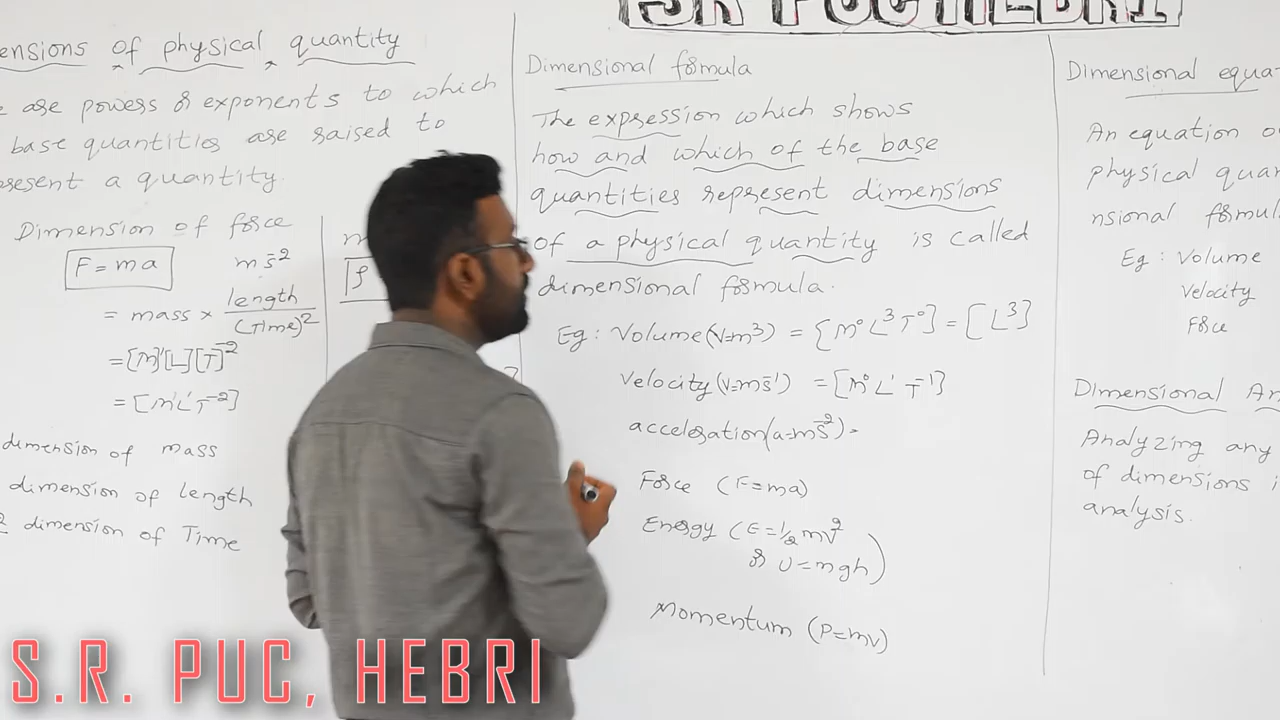 S.R PUC HEBRI
ensions of physical quantity
e are powers or exponents to which
base quantities are raised to
present a quantity.
Dimension of force
F = ma
m s⁻²
= mass × length / (Time)²
= [M]¹[L][T]⁻²
= [M¹L¹T⁻²]
dimension of mass
dimension of length
2 dimension of Time
Dimensional formula
The expression which shows
how and which of the base
quantities represent dimensions
of a physical quantity is called
dimensional formula.
Eg : Volume (V=m³) = [M⁰L³T⁰] = [L³]
Velocity (v=ms⁻¹) = [M⁰L¹T⁻¹]
acceleration (a=ms⁻²) =
Force (F=ma)
Energy (E=½mv²
or U=mgh)
Momentum (P=mv)
Dimensional equa
An equation o
physical quan
nsional formul
Eg : Volume
Velocity
Force
Dimensional An
Analyzing any
of dimensions i
analysis.
S.R. PUC, HEBRI